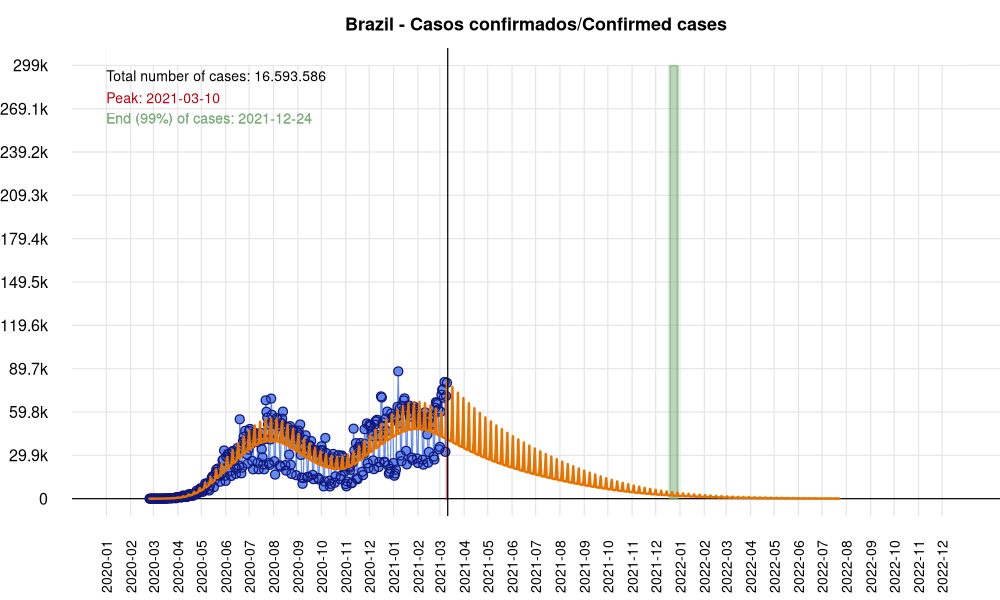 Brazil - Casos confirmados/Confirmed cases
299k
Total number of cases: 16.593.586
Peak: 2021-03-10
269.1k
End (99%) of cases: 2021-12-24
239.2k
209.3k
179.4k
149.5k
119.6k
89.7k
59.8k
29.9k
0
2020-01
2020-02
2020-03
2020-04
2020-05
2020-06
2020-07
2020-08
2020-09
2020-10
2020-11
2020-12
2021-01
2021-02
2021-03
2021-04
2021-05
2021-06
2021-07
2021-08
2021-09
2021-10
2021-11
2021-12
2022-01
2022-02
2022-03
2022-04
2022-05
2022-06
2022-07
2022-08
2022-09
2022-10
2022-11
2022-12